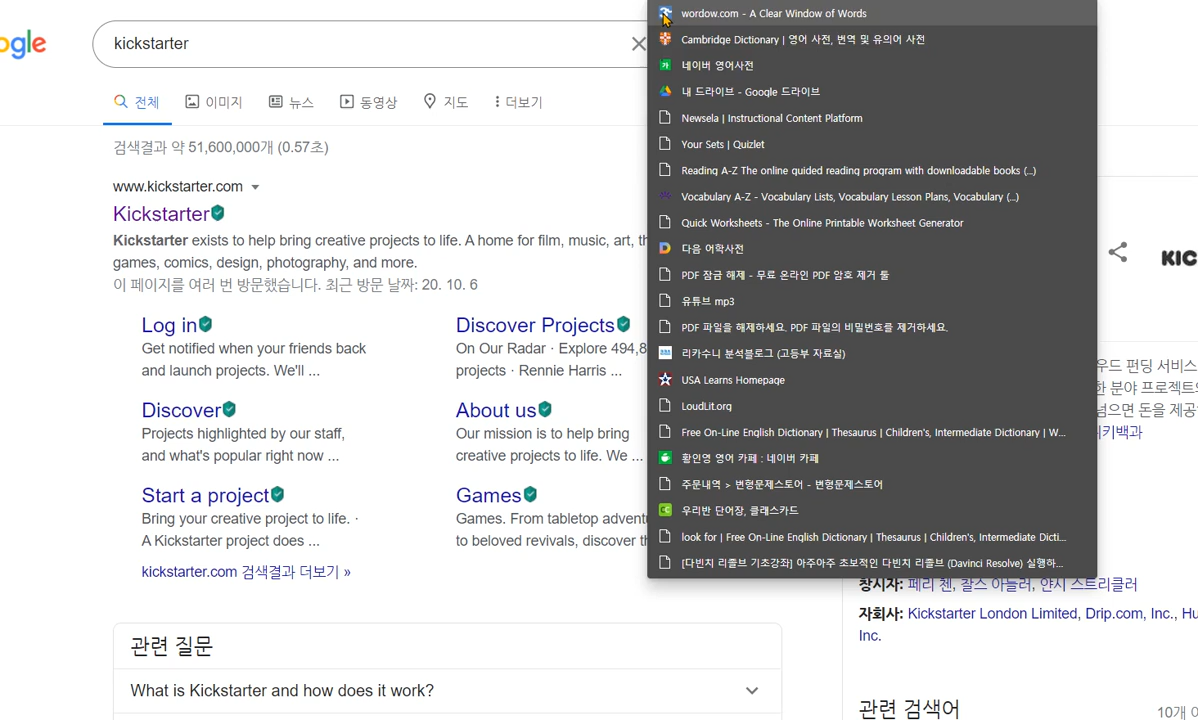 ogle
kickstarter
전체
이미지
뉴스
동영상
지도
더보기
검색결과 약 51,600,000개 (0.57초)
www.kickstarter.com
Kickstarter
Kickstarter exists to help bring creative projects to life. A home for film, music, art, th
games, comics, design, photography, and more.
이 페이지를 여러 번 방문했습니다. 최근 방문 날짜: 20. 10. 6
Log in
Get notified when your friends back
and launch projects. We'll ...
Discover Projects
On Our Radar · Explore 494,8
projects · Rennie Harris ...
Discover
Projects highlighted by our staff,
and what's popular right now ...
About us
Our mission is to help bring
creative projects to life. We ...
Start a project
Bring your creative project to life. ·
A Kickstarter project does ...
Games
Games. From tabletop adventu
to beloved revivals, discover th
kickstarter.com 검색결과 더보기 »
관련 질문
What is Kickstarter and how does it work?
wordow.com - A Clear Window of Words
Cambridge Dictionary | 영어 사전, 번역 및 유의어 사전
네이버 영어사전
내 드라이브 - Google 드라이브
Newsela | Instructional Content Platform
Your Sets | Quizlet
Reading A-Z The online guided reading program with downloadable books (...)
Vocabulary A-Z - Vocabulary Lists, Vocabulary Lesson Plans, Vocabulary (...)
Quick Worksheets - The Online Printable Worksheet Generator
다음 어학사전
PDF 잠금 해제 - 무료 온라인 PDF 암호 제거 툴
유튜브 mp3
PDF 파일을 해제하세요. PDF 파일의 비밀번호를 제거하세요.
리카수니 분석블로그 (고등부 자료실)
USA Learns Homepage
LoudLit.org
Free On-Line English Dictionary | Thesaurus | Children's, Intermediate Dictionary | W...
황인영 영어 카페 : 네이버 카페
주문내역 > 변형문제스토어 - 변형문제스토어
우리반 단어장, 클래스카드
look for | Free On-Line English Dictionary | Thesaurus | Children's, Intermediate Dicti...
[다빈치 리졸브 기초강좌] 아주아주 초보적인 다빈치 리졸브 (Davinci Resolve) 실행하...
KIC
우드 펀딩 서비스
한 분야 프로젝트의
넘으면 돈을 제공
위키백과
창시자: 페리 첸, 찰스 아들러, 얀시 스트리클러
자회사: Kickstarter London Limited, Drip.com, Inc., Hu
Inc.
관련 검색어
10개 이